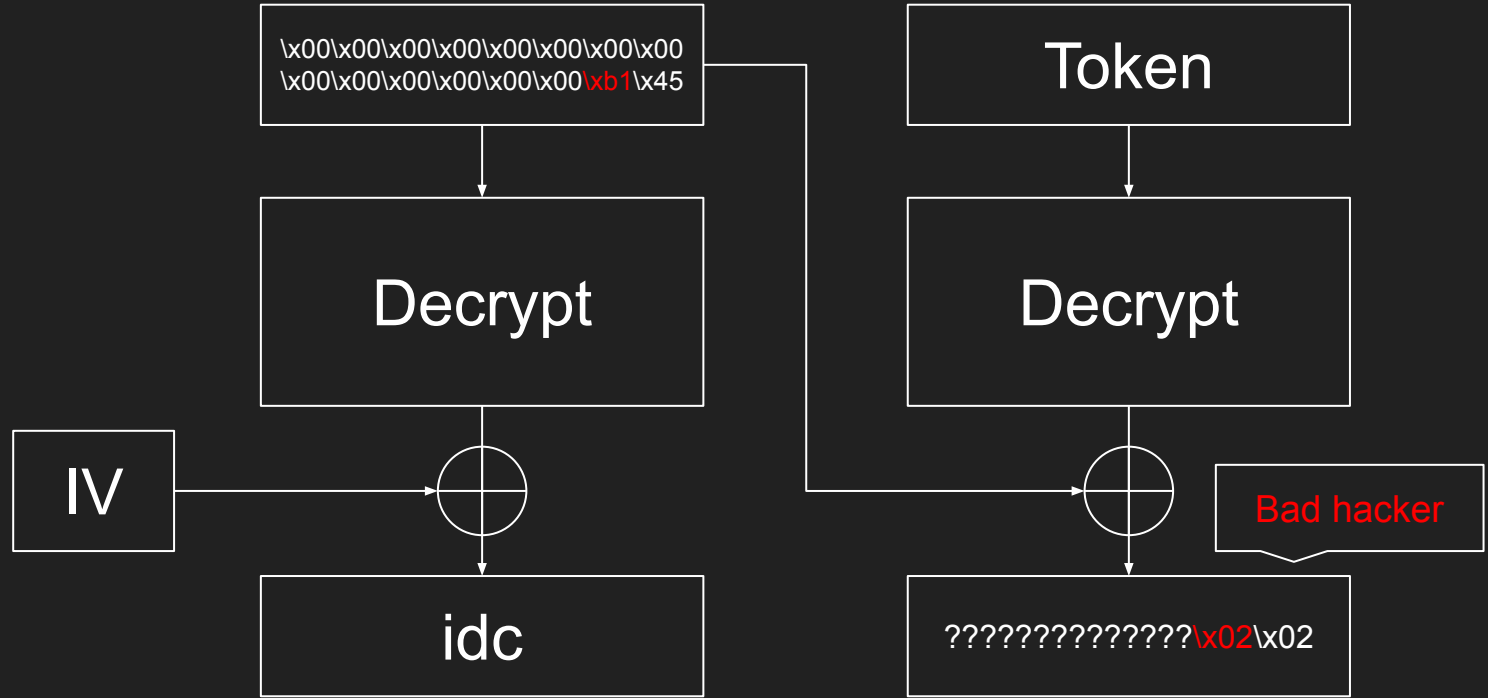 \x00\x00\x00\x00\x00\x00\x00\x00
\x00\x00\x00\x00\x00\x00\xb1\x45
Token
Decrypt
Decrypt
IV
Bad hacker
idc
??????????????\x02\x02